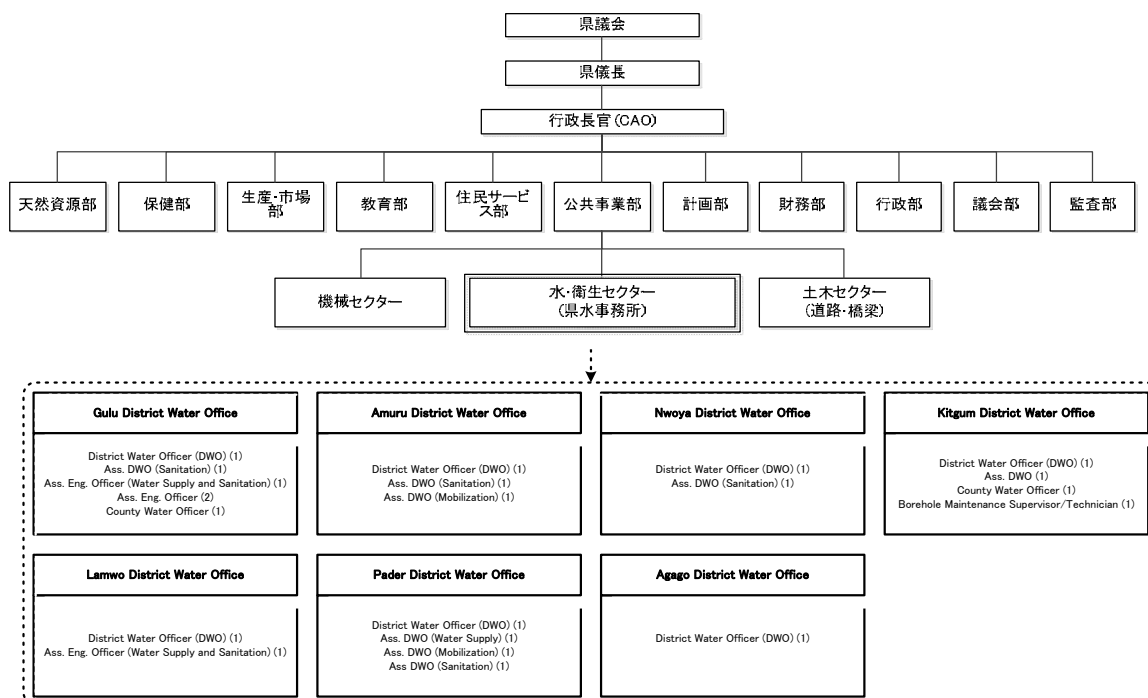 県議会
県儀長
行政長官(CAO)
天然資源部
保健部
生産・市場
部
教育部
住民サービ
ス部
公共事業部
計画部
財務部
行政部
議会部
監査部
機械セクター
水・衛生セクター
(県水事務所)
土木セクター
(道路・橋梁)
Gulu District Water Office
District Water Officer (DWO) (1)
Ass. DWO (Sanitation) (1)
Ass. Eng. Officer (Water Supply and Sanitation) (1)
Ass. Eng. Officer (2)
County Water Officer (1)
Amuru District Water Office
District Water Officer (DWO) (1)
Ass. DWO (Sanitation) (1)
Ass. DWO (Mobilization) (1)
Nwoya District Water Office
District Water Officer (DWO) (1)
Ass. DWO (Sanitation) (1)
Kitgum District Water Office
District Water Officer (DWO) (1)
Ass. DWO (1)
County Water Officer (1)
Borehole Maintenance Supervisor/Technician (1)
Lamwo District Water Office
District Water Officer (DWO) (1)
Ass. Eng. Officer (Water Supply and Sanitation) (1)
Pader District Water Office
District Water Officer (DWO) (1)
Ass. DWO (Water Supply) (1)
Ass. DWO (Mobilization) (1)
Ass DWO (Sanitation) (1)
Agago District Water Office
District Water Officer (DWO) (1)